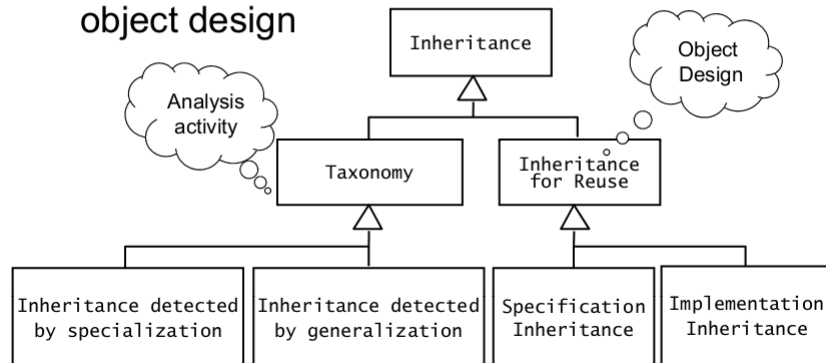 object design
Inheritance
Object
Design
Analysis
activity
Taxonomy
Inheritance
for Reuse
Inheritance detected
by specialization
Inheritance detected
by generalization
Specification
Inheritance
Implementation
Inheritance